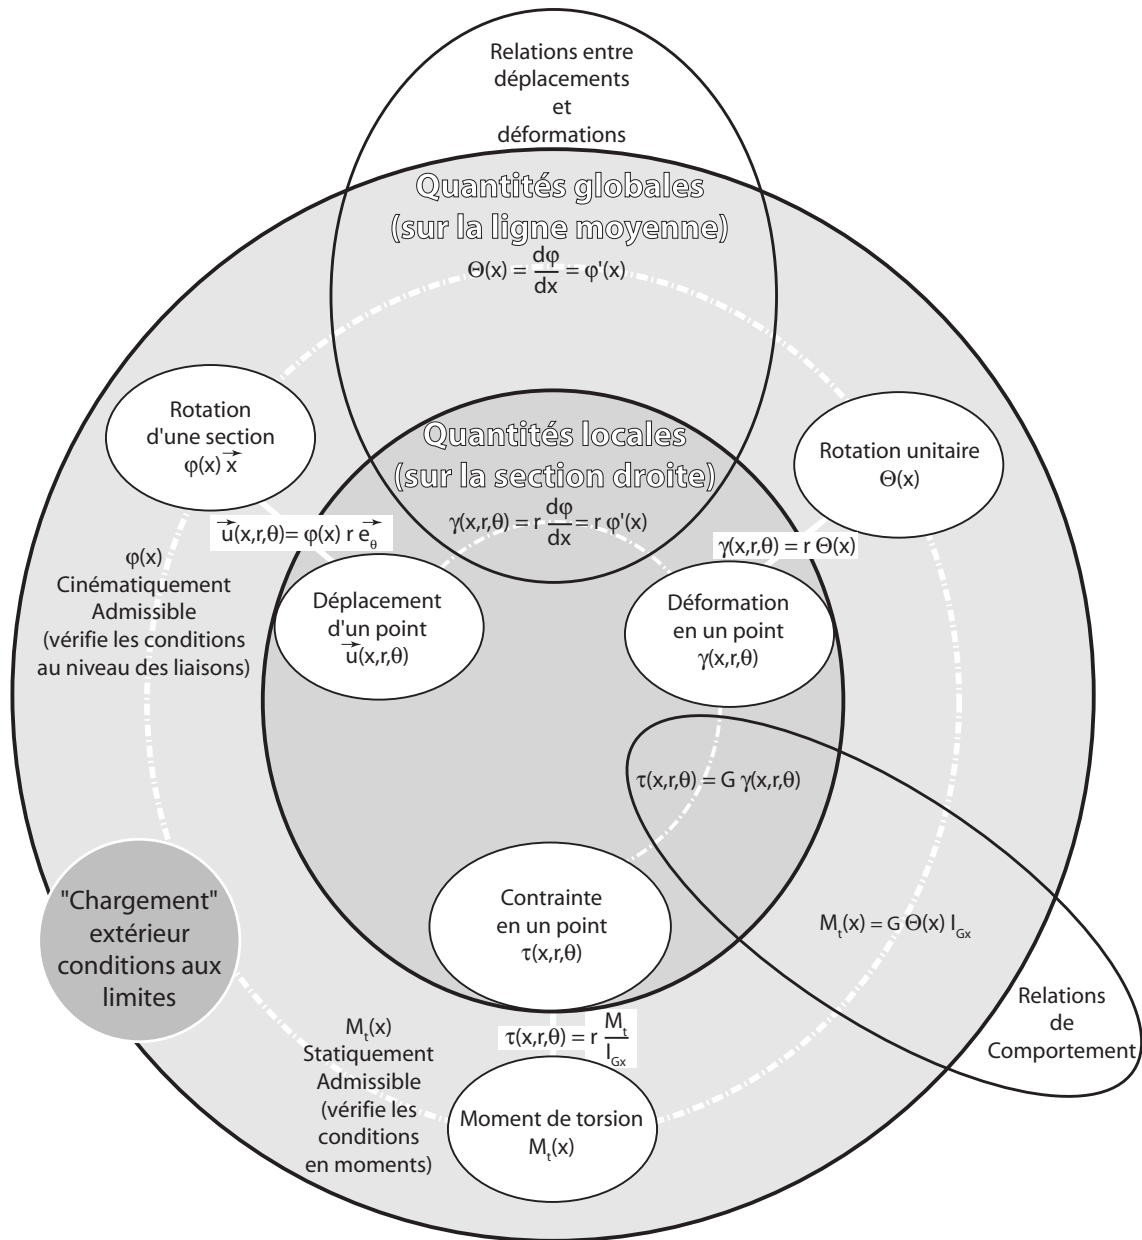 Relations entre
déplacements
et
déformations
Quantités globales
(sur la ligne moyenne)
Θ(x) = dφ/dx = φ'(x)
Rotation
d'une section
φ(x) x⃗
Rotation unitaire
Θ(x)
Quantités locales
(sur la section droite)
γ(x,r,θ) = r dφ/dx = r φ'(x)
u⃗(x,r,θ)= φ(x) r e⃗_θ
γ(x,r,θ) = r Θ(x)
φ(x)
Cinématiquement
Admissible
(vérifie les conditions
au niveau des liaisons)
Déplacement
d'un point
u⃗(x,r,θ)
Déformation
en un point
γ(x,r,θ)
τ(x,r,θ) = G γ(x,r,θ)
"Chargement"
extérieur
conditions aux
limites
Contrainte
en un point
τ(x,r,θ)
M_t(x) = G Θ(x) I_Gx
Relations
de
Comportement
M_t(x)
Statiquement
Admissible
(vérifie les
conditions
en moments)
τ(x,r,θ) = r M_t/I_Gx
Moment de torsion
M_t(x)